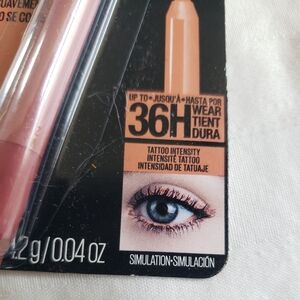 UP TO•JUSQU'À•HASTA POR
36H WEAR
TIENT
DURA
TATTOO INTENSITY
INTENSITÉ TATTOO
INTENSIDAD DE TATUAJE
SIMULATION•SIMULACIÓN
.2 g / 0.04 OZ